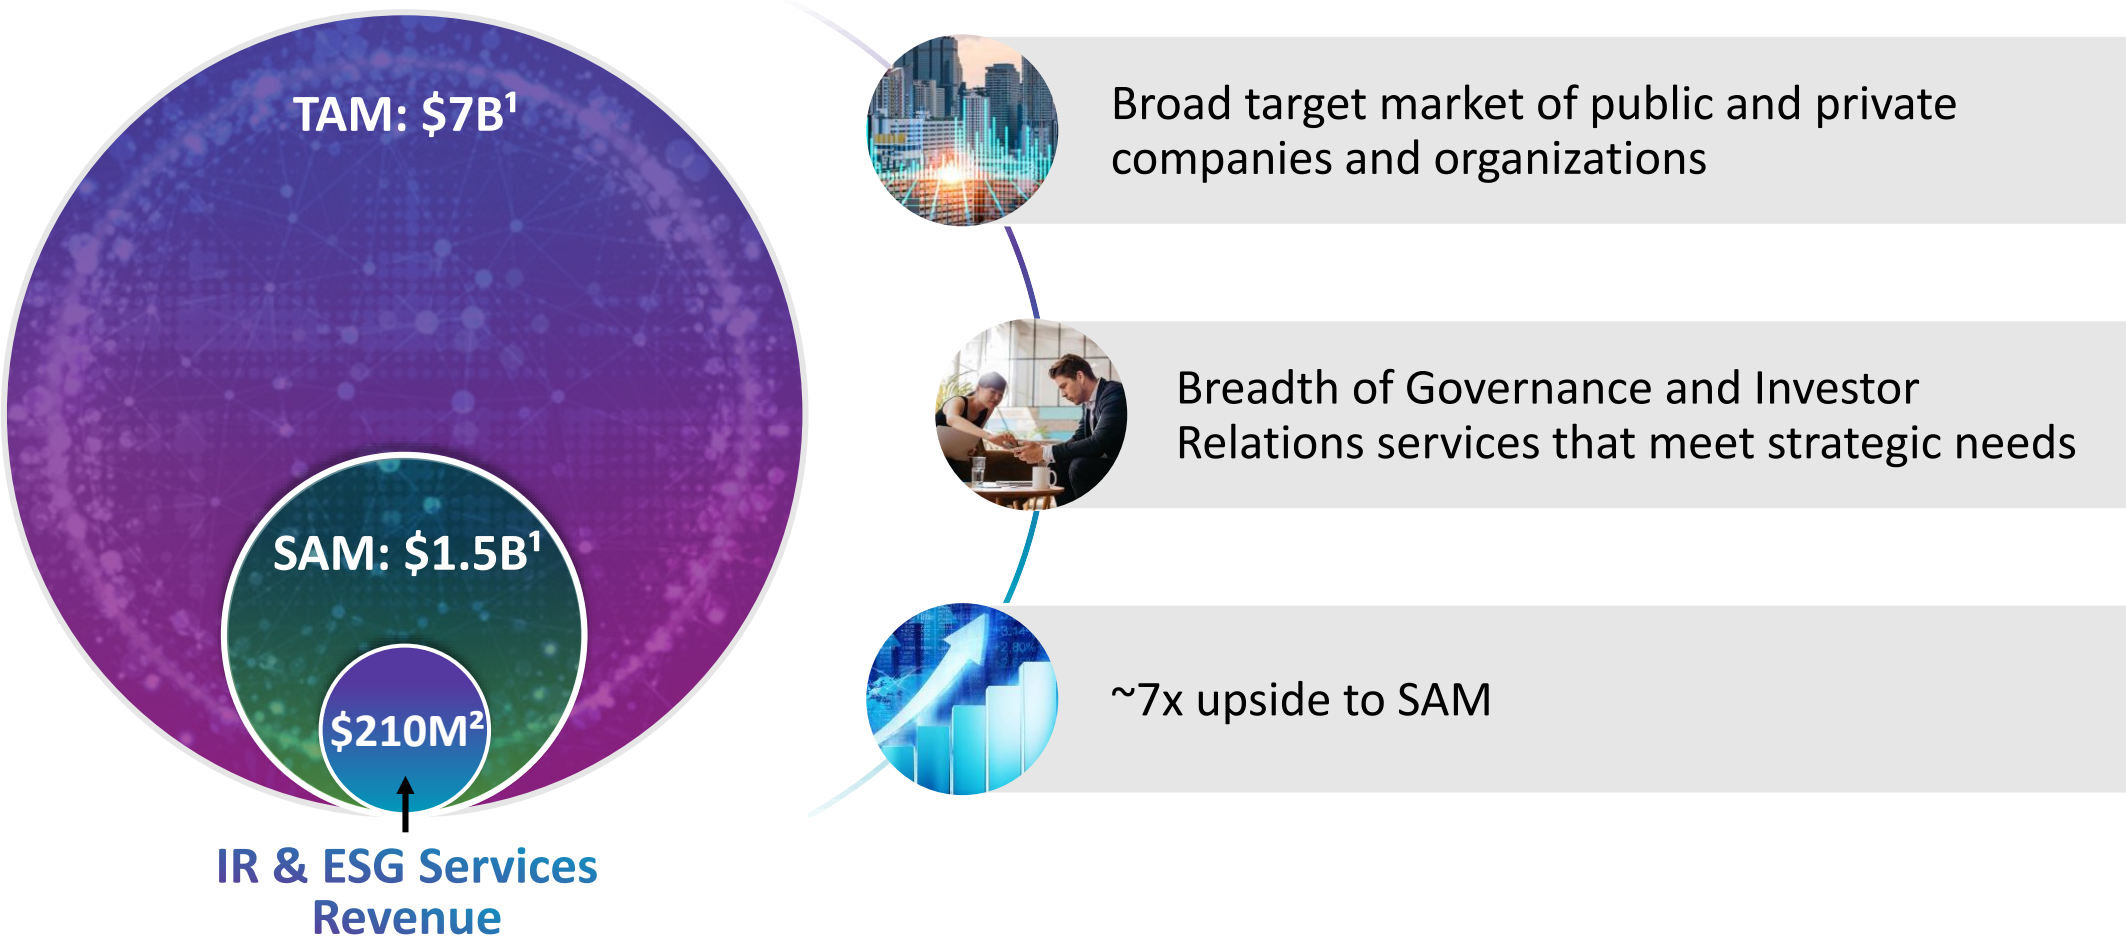 TAM: $7B¹
SAM: $1.5B¹
$210M²
IR & ESG Services
Revenue
Broad target market of public and private
companies and organizations
Breadth of Governance and Investor
Relations services that meet strategic needs
~7x upside to SAM